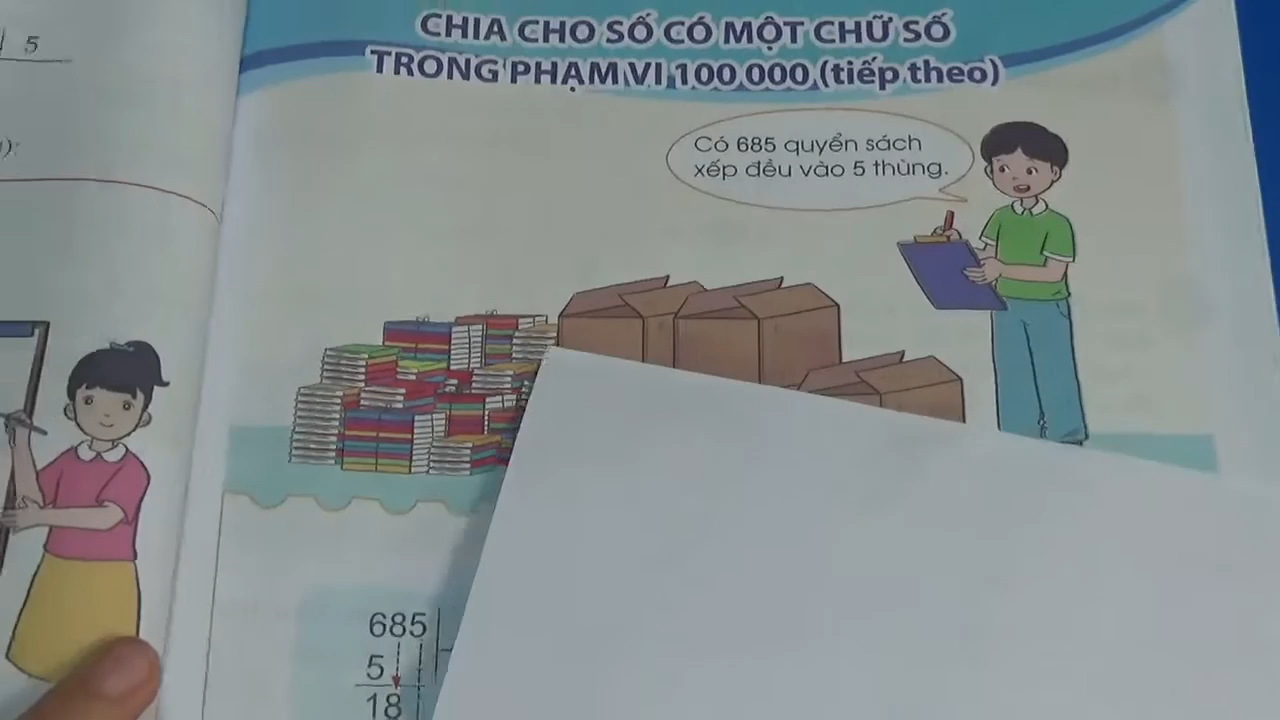 5
):
CHIA CHO SỐ CÓ MỘT CHỮ SỐ
TRONG PHẠM VI 100 000 (tiếp theo)
Có 685 quyển sách
xếp đều vào 5 thùng.
685
5
18